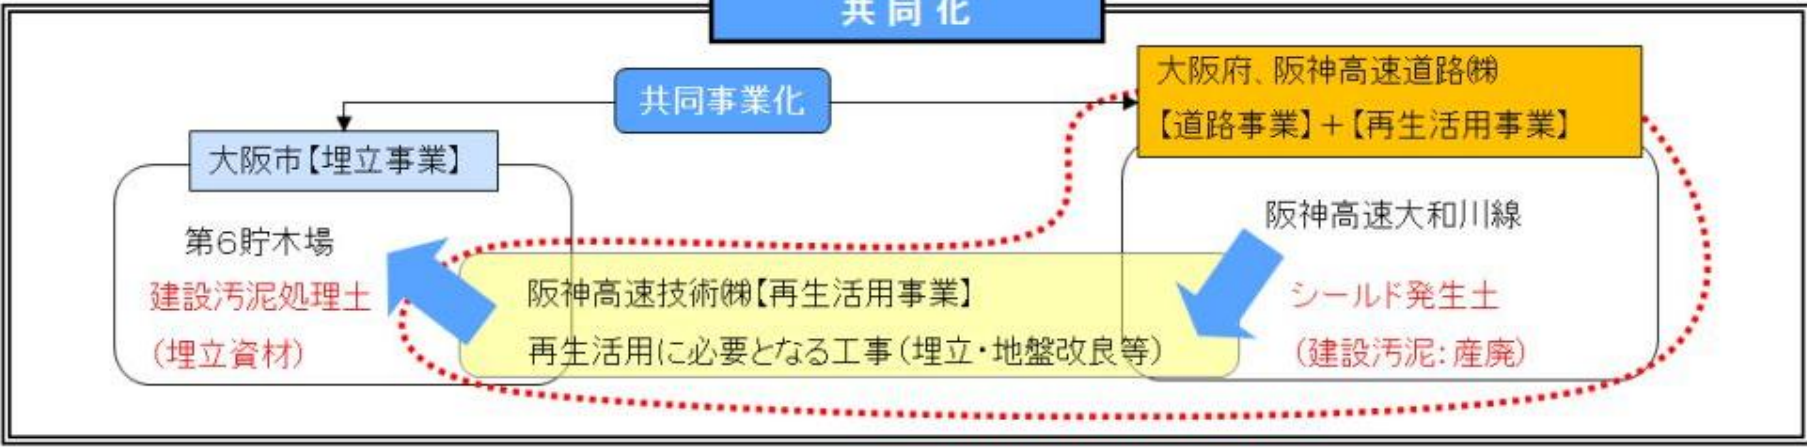 共同化
共同事業化
大阪府、阪神高速道路㈱
【道路事業】＋【再生活用事業】
大阪市【埋立事業】
第6貯木場
建設汚泥処理土
（埋立資材）
阪神高速技術㈱【再生活用事業】
再生活用に必要となる工事（埋立・地盤改良等）
阪神高速大和川線
シールド発生土
（建設汚泥：産廃）